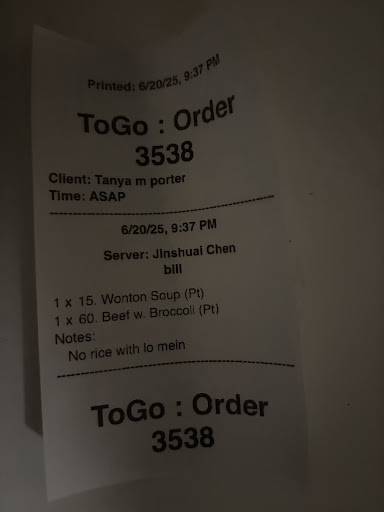 Printed: 6/20/25, 9:37 PM
ToGo : Order
3538
Client: Tanya m porter
Time: ASAP
6/20/25, 9:37 PM
Server: Jinshuai Chen
bill
1 x 15. Wonton Soup (Pt)
1 x 60. Beef w. Broccoli (Pt)
Notes:
No rice with lo mein
ToGo : Order
3538